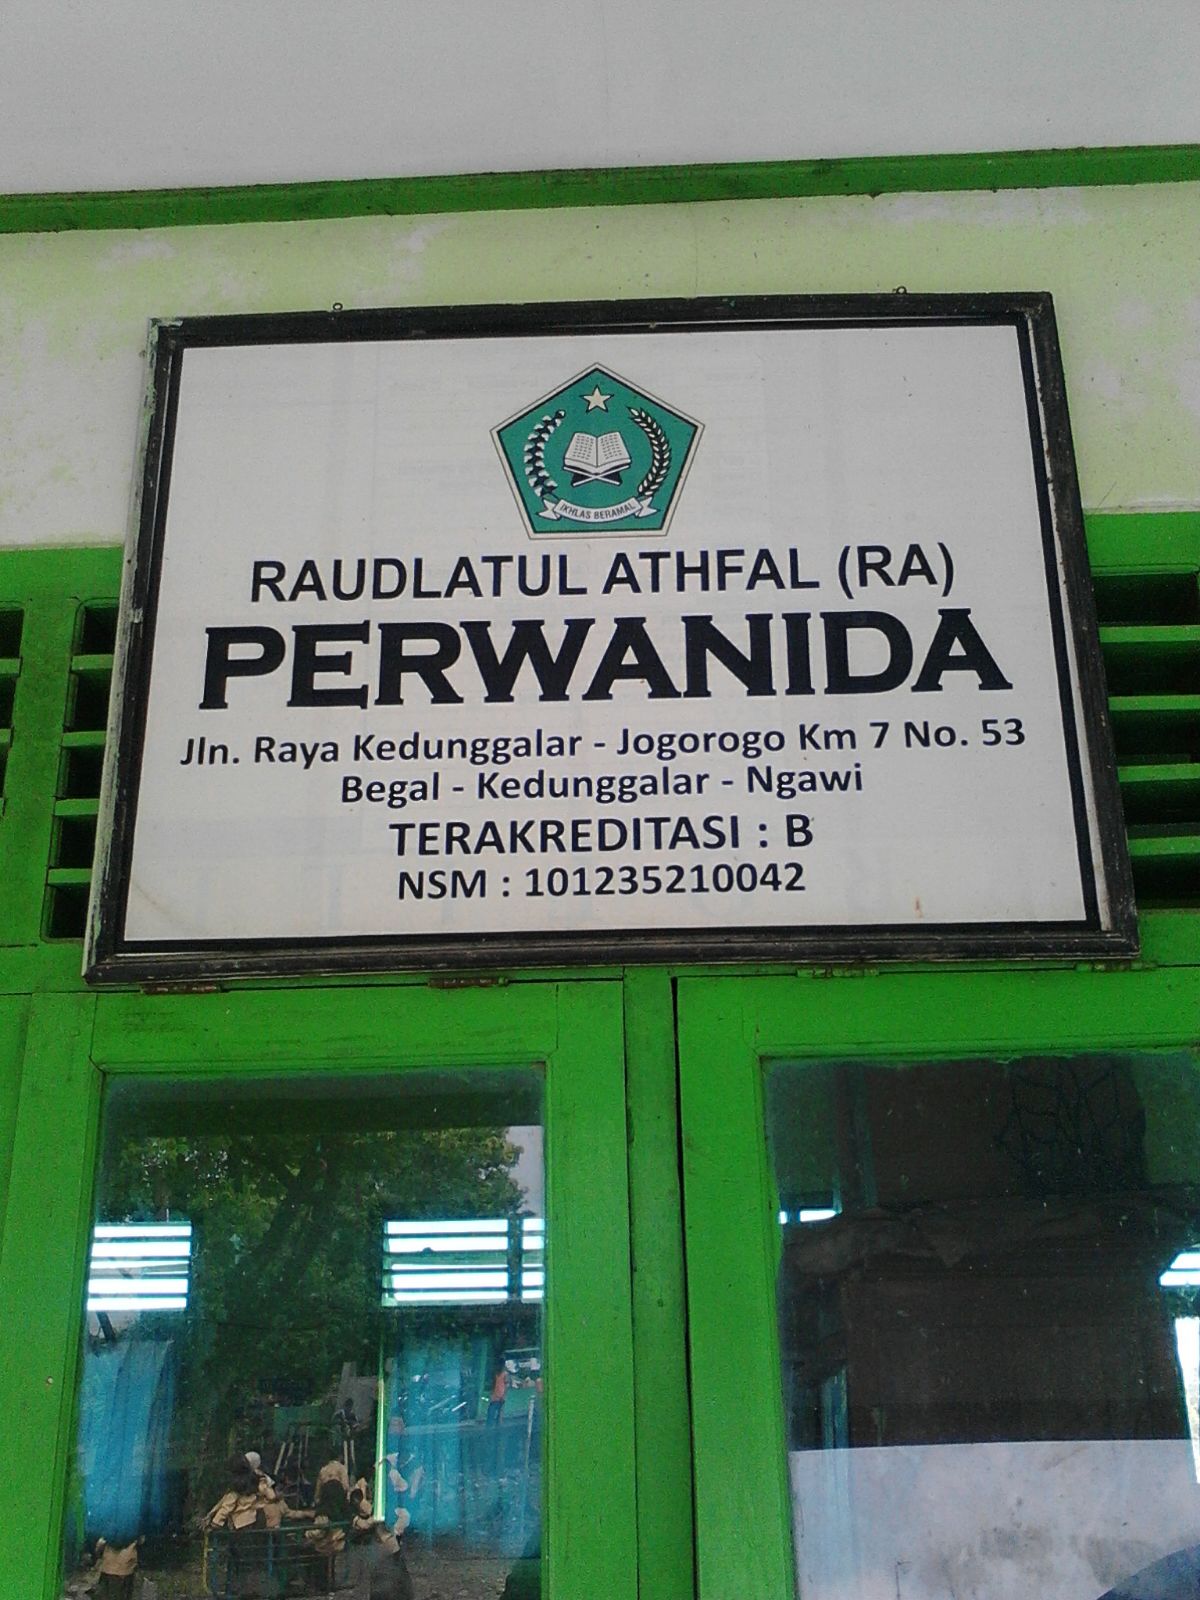 IKHLAS BERAMAL
RAUDLATUL ATHFAL (RA)
PERWANIDA
Jln. Raya Kedunggalar - Jogorogo Km 7 No. 53
Begal - Kedunggalar - Ngawi
TERAKREDITASI : B
NSM : 101235210042